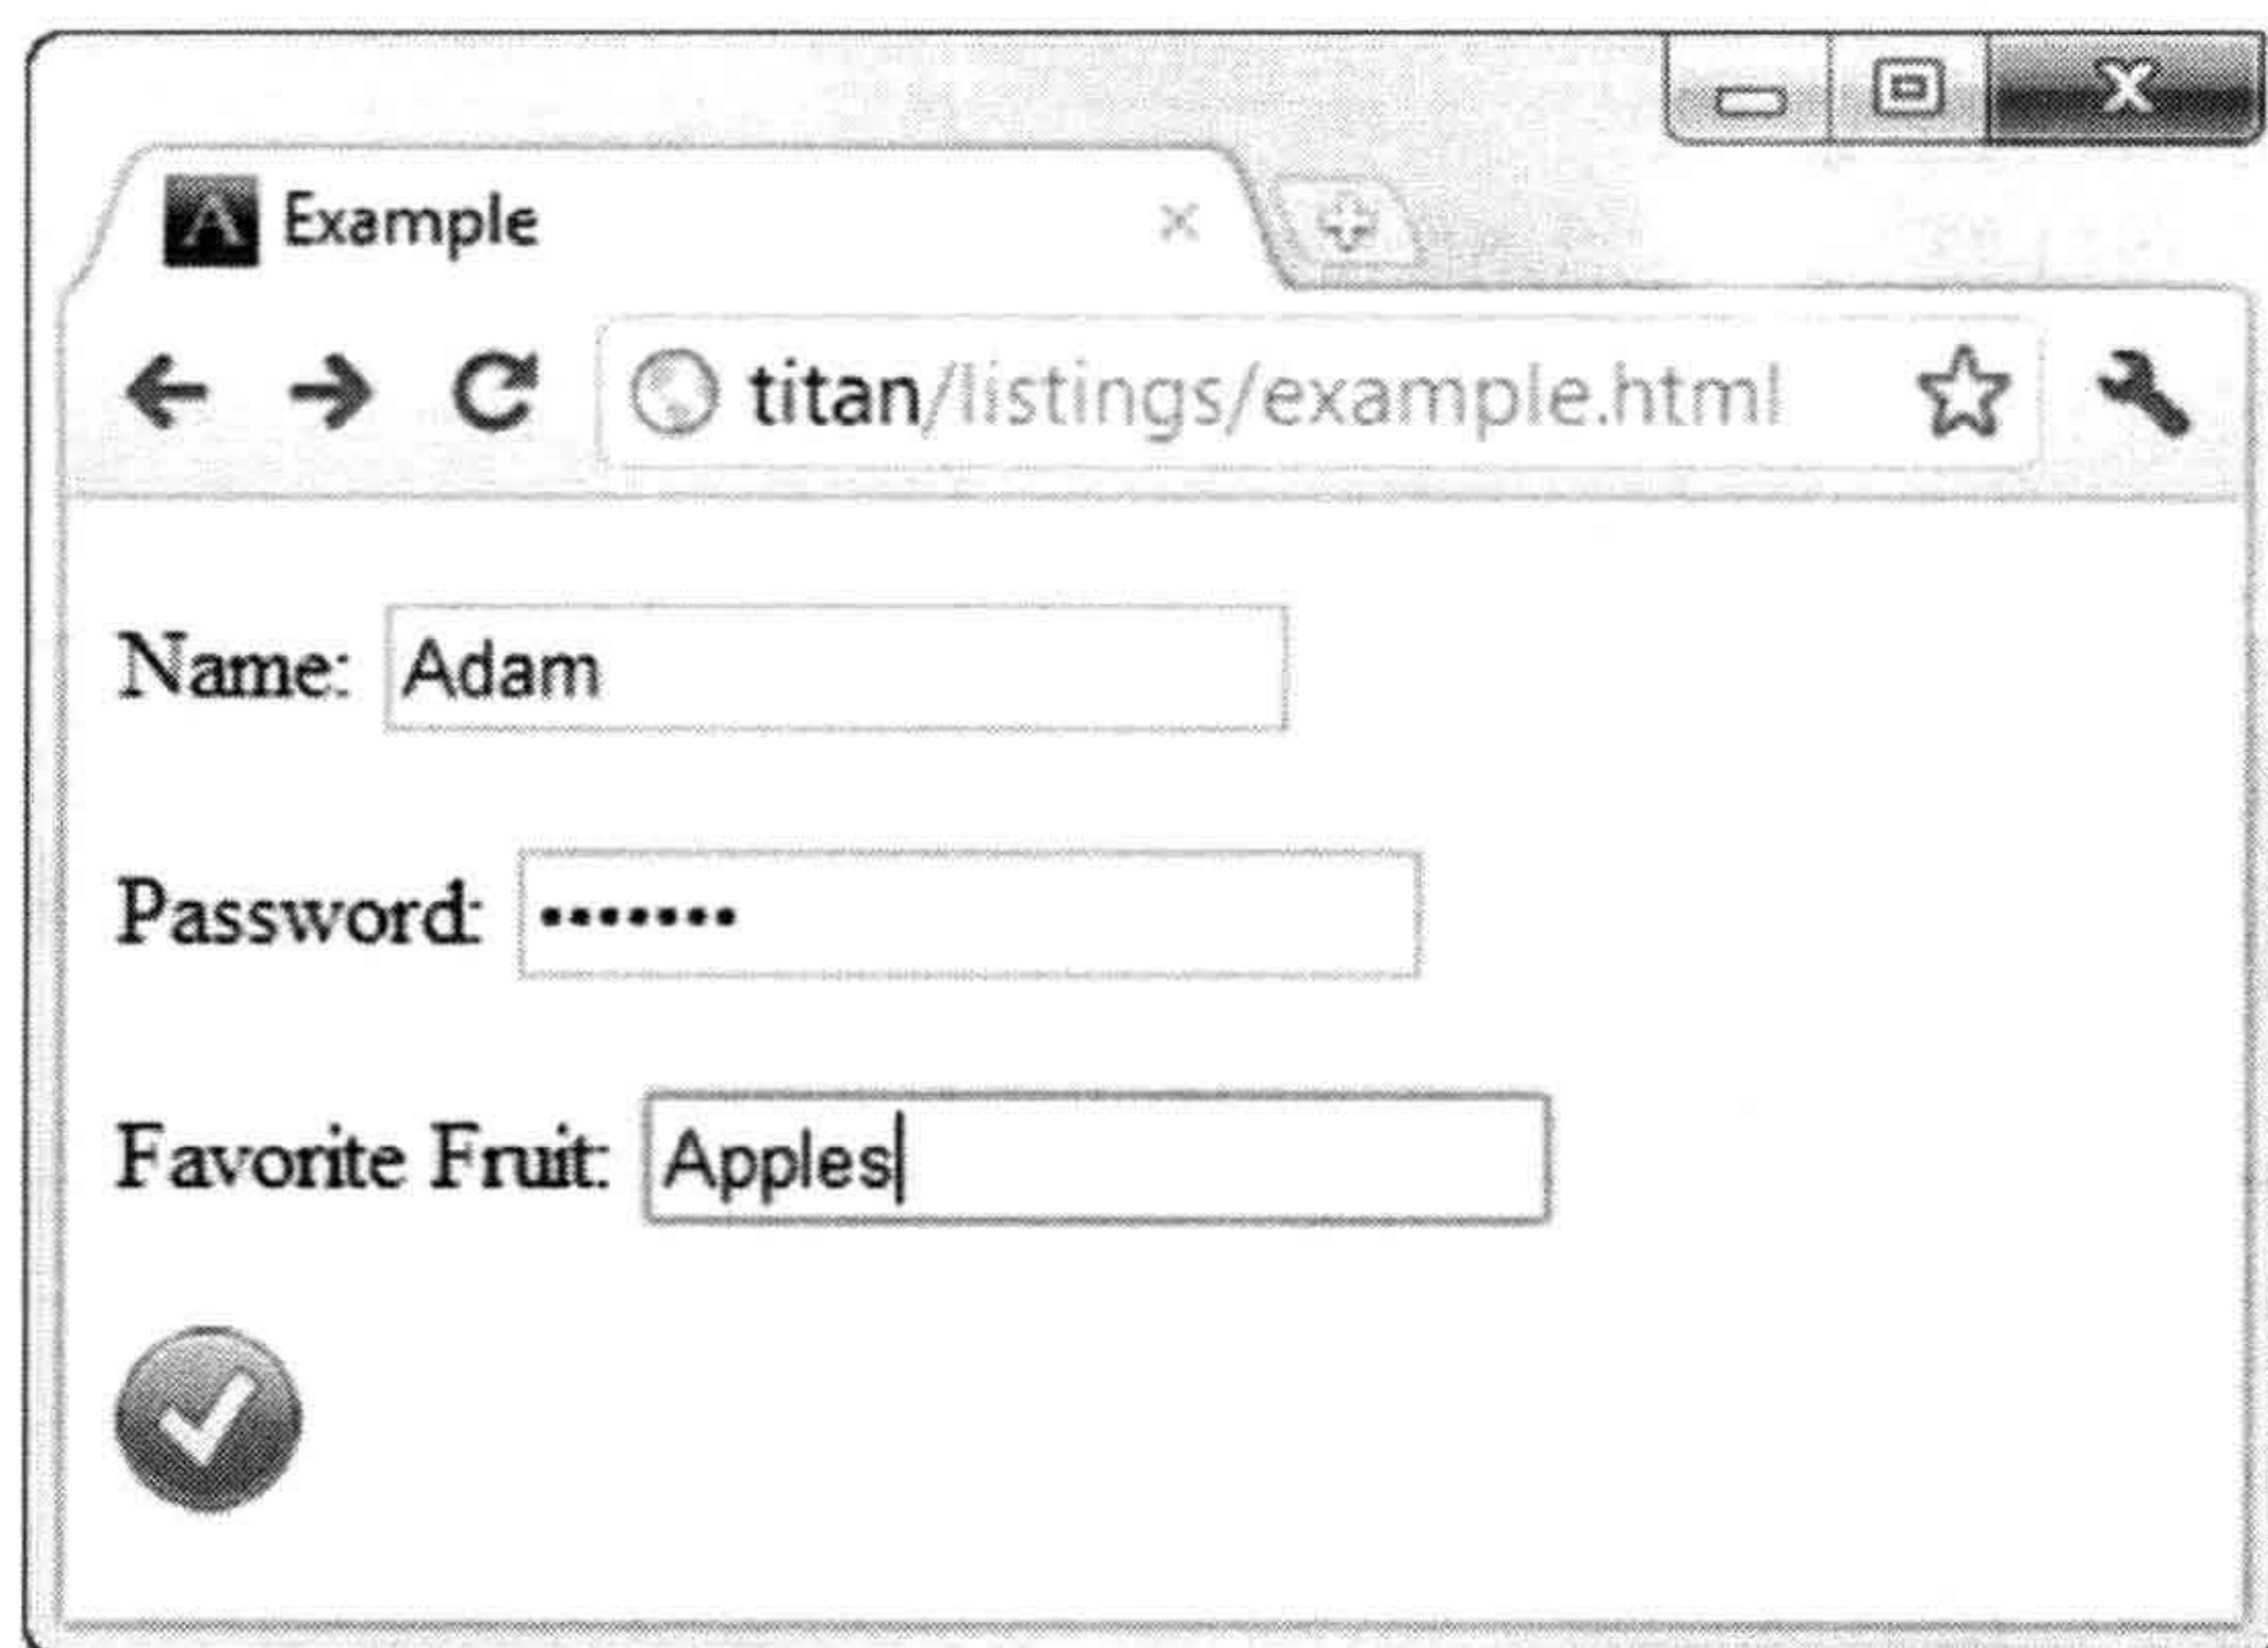 A Example
titan/listings/example.html
Name: Adam
Password: •••••••
Favorite Fruit: Apples